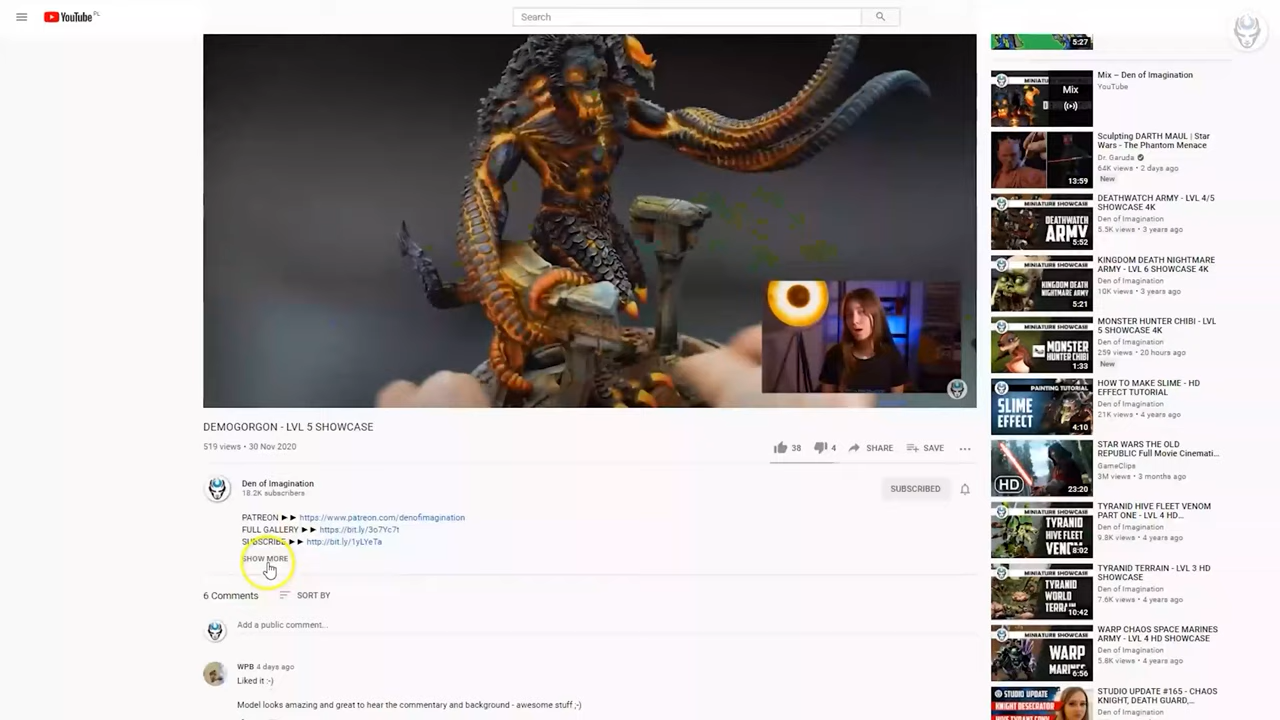 YouTube PL
Search
DEMOGORGON - LVL 5 SHOWCASE
519 views • 30 Nov 2020
38
4
SHARE
SAVE
Den of Imagination
18.2K subscribers
SUBSCRIBED
PATREON ►► https://www.patreon.com/denofimagination
FULL GALLERY ►► https://bit.ly/3o7Yc7t
SUBSCRIBE ►► http://bit.ly/1yLYeTa
SHOW MORE
6 Comments
SORT BY
Add a public comment...
WPB 4 days ago
Liked it :-)
Model looks amazing and great to hear the commentary and background - awesome stuff ;-)
5:27
Mix
Mix – Den of Imagination
YouTube
13:59
Sculpting DARTH MAUL | Star
Wars - The Phantom Menace
Dr. Garuda
64K views • 2 days ago
New
MINIATURE SHOWCASE
DEATHWATCH
ARMY
5:52
DEATHWATCH ARMY - LVL 4/5
SHOWCASE 4K
Den of Imagination
5.5K views • 3 years ago
MINIATURE SHOWCASE
KINGDOM DEATH
NIGHTMARE
ARMY
5:21
KINGDOM DEATH NIGHTMARE
ARMY - LVL 6 SHOWCASE 4K
Den of Imagination
10K views • 3 years ago
MINIATURE SHOWCASE
MONSTER
HUNTER CHIBI
1:33
MONSTER HUNTER CHIBI - LVL
5 SHOWCASE 4K
Den of Imagination
259 views • 20 hours ago
New
PAINTING TUTORIAL
SLIME
EFFECT
4:10
HOW TO MAKE SLIME - HD
EFFECT TUTORIAL
Den of Imagination
21K views • 4 years ago
HD
23:20
STAR WARS THE OLD
REPUBLIC Full Movie Cinemati...
GameClips
3M views • 3 months ago
MINIATURE SHOWCASE
TYRANID
HIVE FLEET
VENOM
8:02
TYRANID HIVE FLEET VENOM
PART ONE - LVL 4 HD...
Den of Imagination
9.8K views • 4 years ago
MINIATURE SHOWCASE
TYRANID
WORLD
TERRAIN
10:42
TYRANID TERRAIN - LVL 3 HD
SHOWCASE
Den of Imagination
7.6K views • 4 years ago
MINIATURE SHOWCASE
WARP
MARINES
6:56
WARP CHAOS SPACE MARINES
ARMY - LVL 4 HD SHOWCASE
Den of Imagination
5.8K views • 4 years ago
STUDIO UPDATE
KNIGHT DESECRATOR
STUDIO UPDATE #165 - CHAOS
KNIGHT, DEATH GUARD,...
Den of Imagination